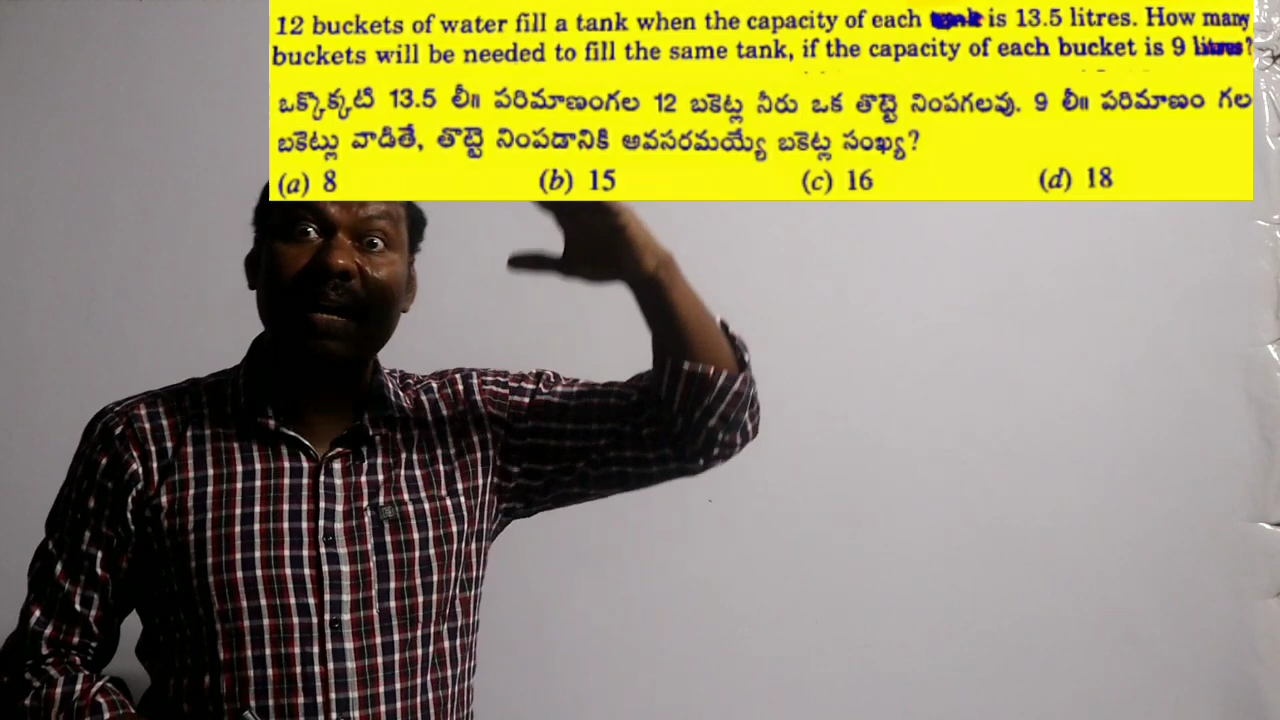 12 buckets of water fill a tank when the capacity of each is 13.5 litres. How many
buckets will be needed to fill the same tank, if the capacity of each bucket is 9
ఒక్కొక్కటి 13.5 లీ॥ పరిమాణంగల 12 బకెట్ల నీరు ఒక తొట్టె నింపగలవు. 9 లీ॥ పరిమాణం గల
బకెట్లు వాడితే, తొట్టె నింపడానికి అవసరమయ్యే బకెట్ల సంఖ్య?
(a) 8 (b) 15 (c) 16 (d) 18